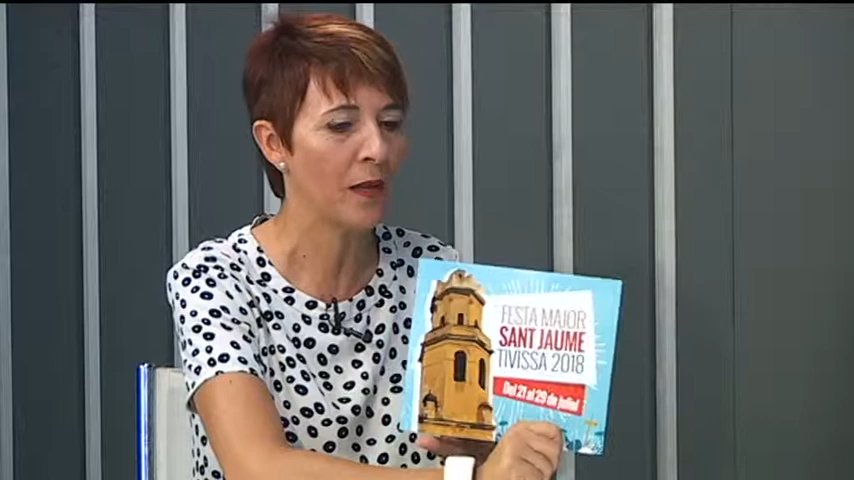 FESTA MAJOR
SANT JAUME
TIVISSA 2018
Del 21 al 29 de juliol